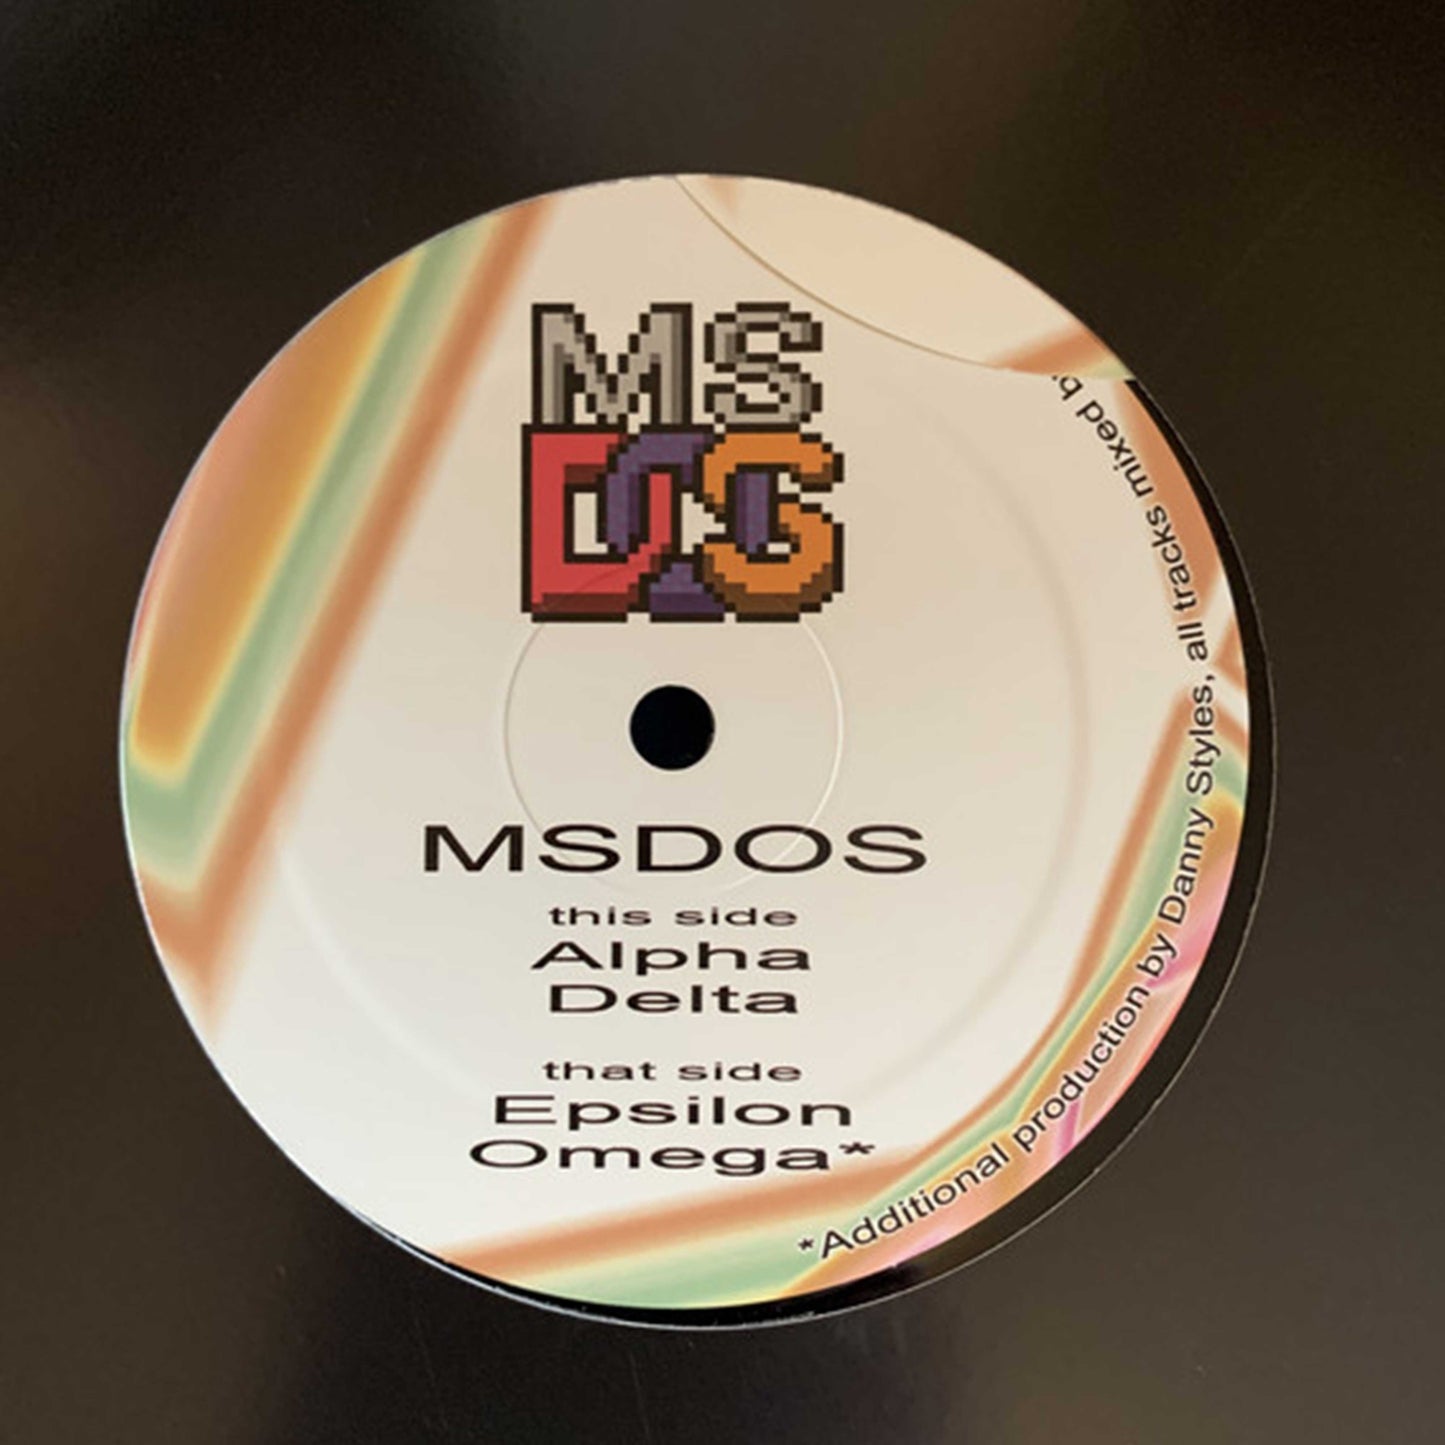 MS
DOS
MSDOS
this side
Alpha
Delta
that side
Epsilon
Omega*
*Additional production by Danny Styles, all tracks mixed